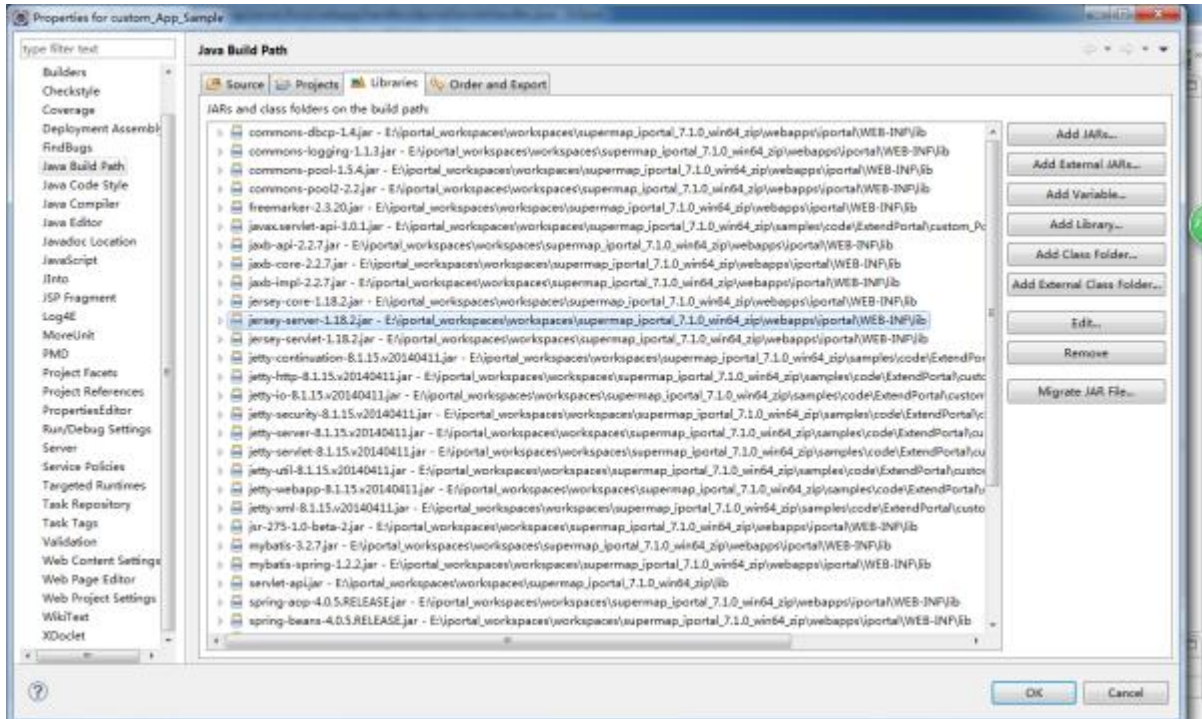 Properties for custom_App_Sample
type filter text
Builders
Checkstyle
Coverage
Deployment Assembl
FindBugs
Java Build Path
Java Code Style
Java Compiler
Java Editor
Javadoc Location
JavaScript
JInto
JSP Fragment
Log4E
MoreUnit
PMD
Project Facets
Project References
PropertiesEditor
Run/Debug Settings
Server
Service Policies
Targeted Runtimes
Task Repository
Task Tags
Validation
Web Content Settings
Web Page Editor
Web Project Settings
WikiText
XDoclet
Java Build Path
Source Projects Libraries Order and Export
JARs and class folders on the build path:
commons-dbcp-1.4.jar - E:\iportal_workspaces\workspaces\supermap_iportal_7.1.0_win64_zip\webapps\iportal\WEB-INF\lib
commons-logging-1.1.3.jar - E:\iportal_workspaces\workspaces\supermap_iportal_7.1.0_win64_zip\webapps\iportal\WEB-INF\lib
commons-pool-1.5.4.jar - E:\iportal_workspaces\workspaces\supermap_iportal_7.1.0_win64_zip\webapps\iportal\WEB-INF\lib
commons-pool2-2.2.jar - E:\iportal_workspaces\workspaces\supermap_iportal_7.1.0_win64_zip\webapps\iportal\WEB-INF\lib
freemarker-2.3.20.jar - E:\iportal_workspaces\workspaces\supermap_iportal_7.1.0_win64_zip\webapps\iportal\WEB-INF\lib
javax.servlet-api-3.0.1.jar - E:\iportal_workspaces\workspaces\supermap_iportal_7.1.0_win64_zip\samples\code\ExtendPortal\custom_Po
jaxb-api-2.2.7.jar - E:\iportal_workspaces\workspaces\supermap_iportal_7.1.0_win64_zip\webapps\iportal\WEB-INF\lib
jaxb-core-2.2.7.jar - E:\iportal_workspaces\workspaces\supermap_iportal_7.1.0_win64_zip\webapps\iportal\WEB-INF\lib
jaxb-impl-2.2.7.jar - E:\iportal_workspaces\workspaces\supermap_iportal_7.1.0_win64_zip\webapps\iportal\WEB-INF\lib
jersey-core-1.18.2.jar - E:\iportal_workspaces\workspaces\supermap_iportal_7.1.0_win64_zip\webapps\iportal\WEB-INF\lib
jersey-server-1.18.2.jar - E:\iportal_workspaces\workspaces\supermap_iportal_7.1.0_win64_zip\webapps\iportal\WEB-INF\lib
jersey-servlet-1.18.2.jar - E:\iportal_workspaces\workspaces\supermap_iportal_7.1.0_win64_zip\webapps\iportal\WEB-INF\lib
jetty-continuation-8.1.15.v20140411.jar - E:\iportal_workspaces\workspaces\supermap_iportal_7.1.0_win64_zip\samples\code\ExtendPor
jetty-http-8.1.15.v20140411.jar - E:\iportal_workspaces\workspaces\supermap_iportal_7.1.0_win64_zip\samples\code\ExtendPortal\custo
jetty-io-8.1.15.v20140411.jar - E:\iportal_workspaces\workspaces\supermap_iportal_7.1.0_win64_zip\samples\code\ExtendPortal\custom
jetty-security-8.1.15.v20140411.jar - E:\iportal_workspaces\workspaces\supermap_iportal_7.1.0_win64_zip\samples\code\ExtendPortal\c
jetty-server-8.1.15.v20140411.jar - E:\iportal_workspaces\workspaces\supermap_iportal_7.1.0_win64_zip\samples\code\ExtendPortal\cu
jetty-servlet-8.1.15.v20140411.jar - E:\iportal_workspaces\workspaces\supermap_iportal_7.1.0_win64_zip\samples\code\ExtendPortal\cu
jetty-util-8.1.15.v20140411.jar - E:\iportal_workspaces\workspaces\supermap_iportal_7.1.0_win64_zip\samples\code\ExtendPortal\custo
jetty-webapp-8.1.15.v20140411.jar - E:\iportal_workspaces\workspaces\supermap_iportal_7.1.0_win64_zip\samples\code\ExtendPortal\
jetty-xml-8.1.15.v20140411.jar - E:\iportal_workspaces\workspaces\supermap_iportal_7.1.0_win64_zip\samples\code\ExtendPortal\custo
jsr-275-1.0-beta-2.jar - E:\iportal_workspaces\workspaces\supermap_iportal_7.1.0_win64_zip\webapps\iportal\WEB-INF\lib
mybatis-3.2.7.jar - E:\iportal_workspaces\workspaces\supermap_iportal_7.1.0_win64_zip\webapps\iportal\WEB-INF\lib
mybatis-spring-1.2.2.jar - E:\iportal_workspaces\workspaces\supermap_iportal_7.1.0_win64_zip\webapps\iportal\WEB-INF\lib
servlet-api.jar - E:\iportal_workspaces\workspaces\supermap_iportal_7.1.0_win64_zip\lib
spring-aop-4.0.5.RELEASE.jar - E:\iportal_workspaces\workspaces\supermap_iportal_7.1.0_win64_zip\webapps\iportal\WEB-INF\lib
spring-beans-4.0.5.RELEASE.jar - E:\iportal_workspaces\workspaces\supermap_iportal_7.1.0_win64_zip\webapps\iportal\WEB-INF\lib
Add JARs...
Add External JARs...
Add Variable...
Add Library...
Add Class Folder...
Add External Class Folder...
Edit...
Remove
Migrate JAR File...
OK
Cancel